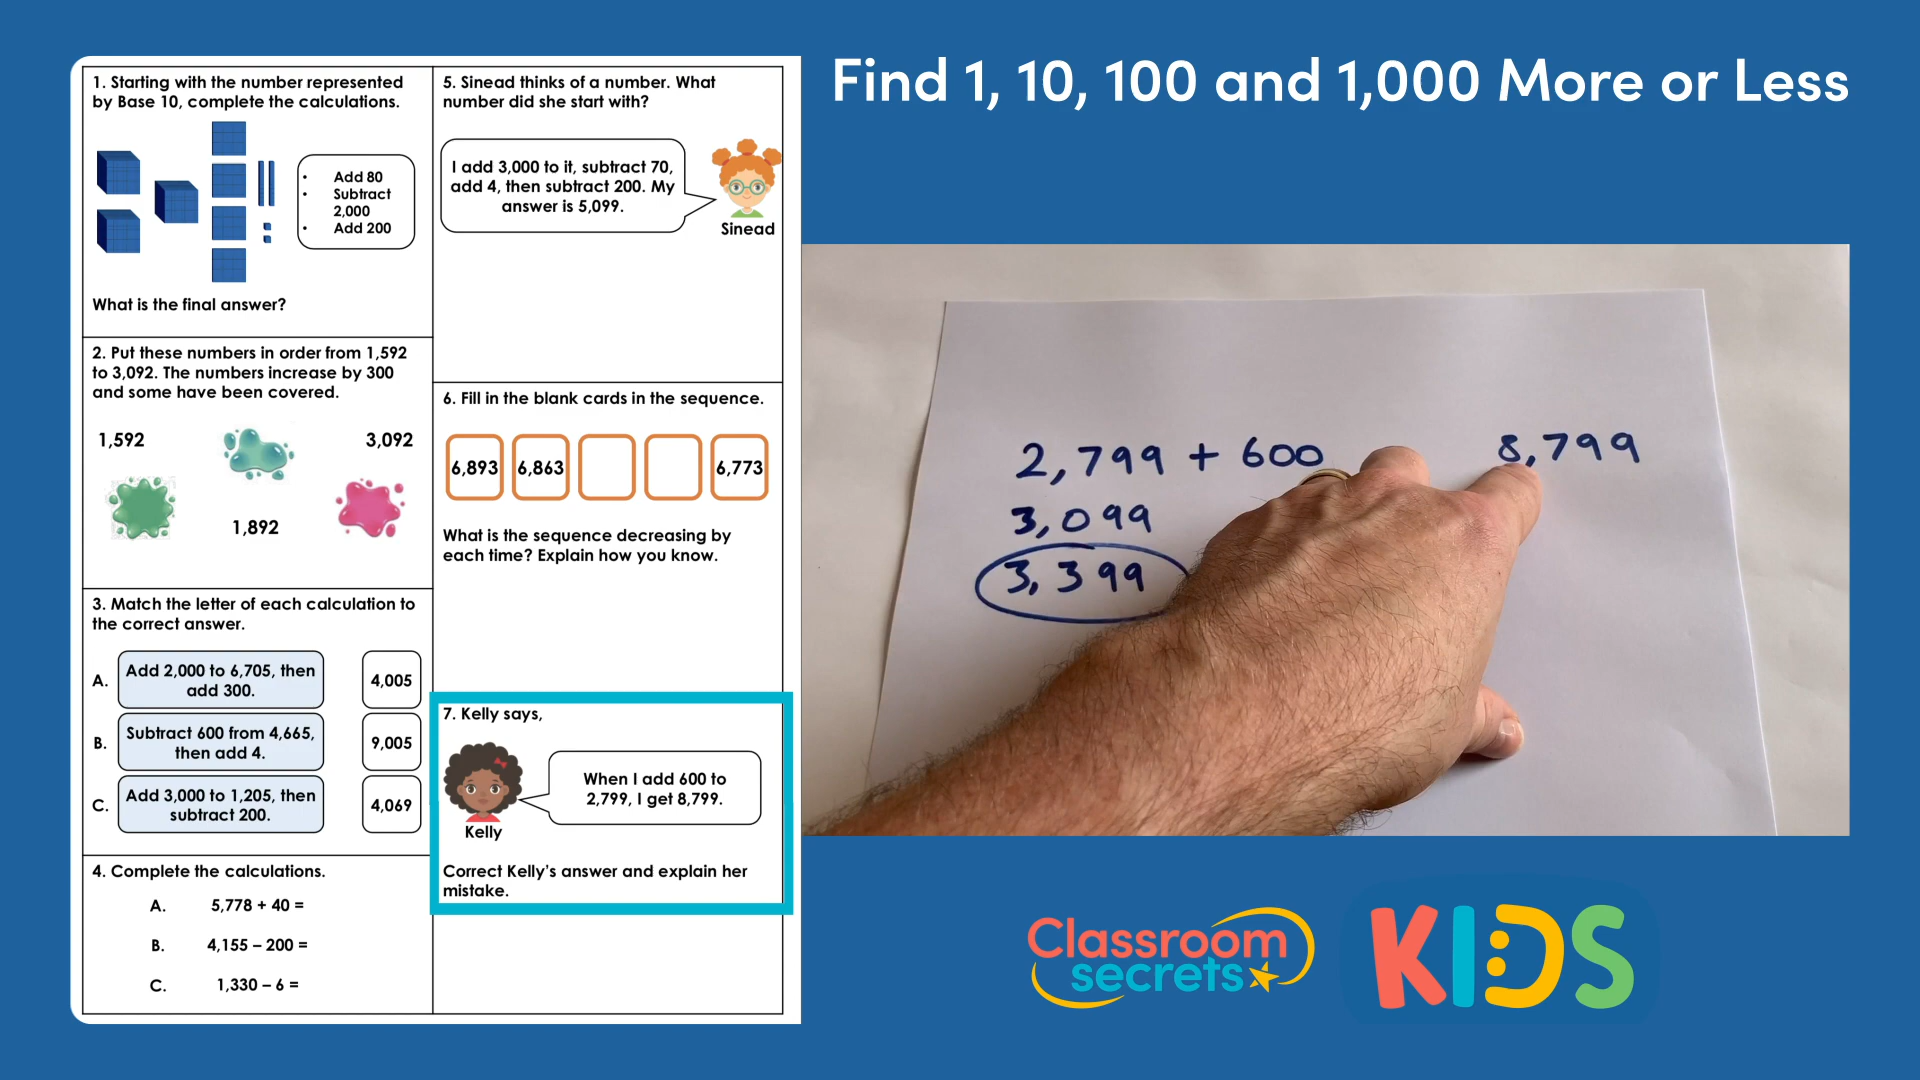 Find 1, 10, 100 and 1,000 More or Less
1. Starting with the number represented
by Base 10, complete the calculations.
• Add 80
• Subtract
2,000
• Add 200
What is the final answer?
2. Put these numbers in order from 1,592
to 3,092. The numbers increase by 300
and some have been covered.
1,592
3,092
1,892
3. Match the letter of each calculation to
the correct answer.
A. Add 2,000 to 6,705, then
add 300.
4,005
B. Subtract 600 from 4,665,
then add 4.
9,005
C. Add 3,000 to 1,205, then
subtract 200.
4,069
4. Complete the calculations.
A. 5,778 + 40 =
B. 4,155 – 200 =
C. 1,330 – 6 =
5. Sinead thinks of a number. What
number did she start with?
I add 3,000 to it, subtract 70,
add 4, then subtract 200. My
answer is 5,099.
Sinead
6. Fill in the blank cards in the sequence.
6,893 6,863 6,773
What is the sequence decreasing by
each time? Explain how you know.
7. Kelly says,
When I add 600 to
2,799, I get 8,799.
Kelly
Correct Kelly's answer and explain her
mistake.
2,799 + 600 8,799
3,099
3,399
Classroom
secrets
KIDS